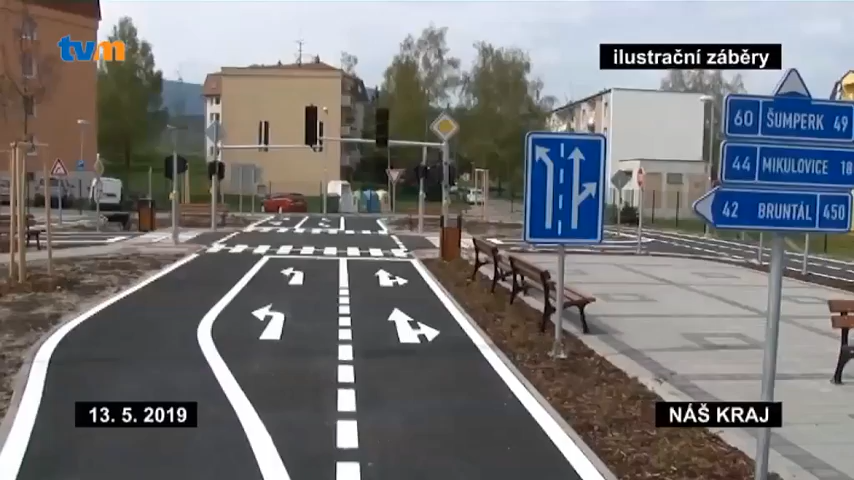 tvm
ilustrační záběry
60 ŠUMPERK 49
44 MIKULOVICE 18
42 BRUNTÁL 450
13. 5. 2019
NÁŠ KRAJ